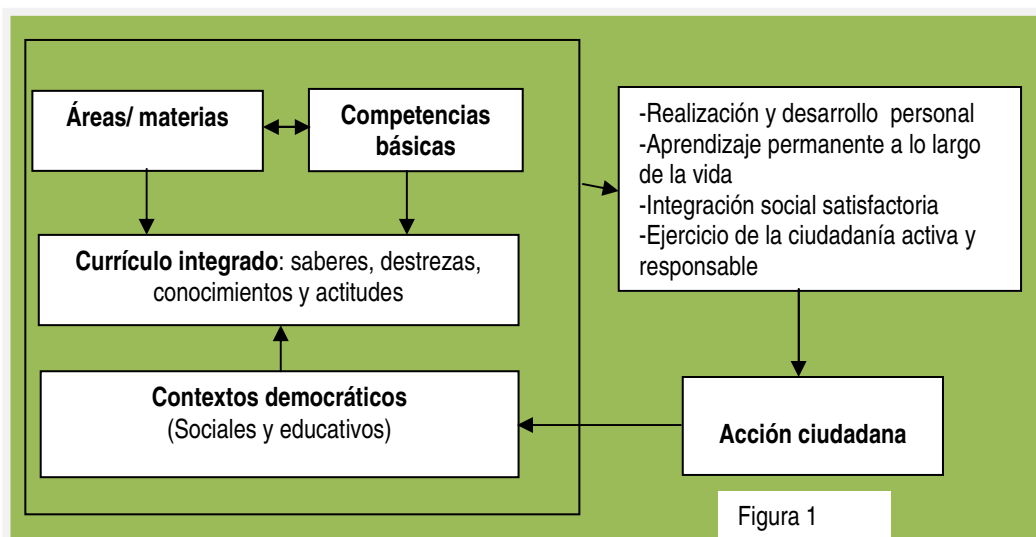 Áreas/ materias
Competencias
básicas
Currículo integrado: saberes, destrezas,
conocimientos y actitudes
Contextos democráticos
(Sociales y educativos)
-Realización y desarrollo personal
-Aprendizaje permanente a lo largo
de la vida
-Integración social satisfactoria
-Ejercicio de la ciudadanía activa y
responsable
Acción ciudadana
Figura 1